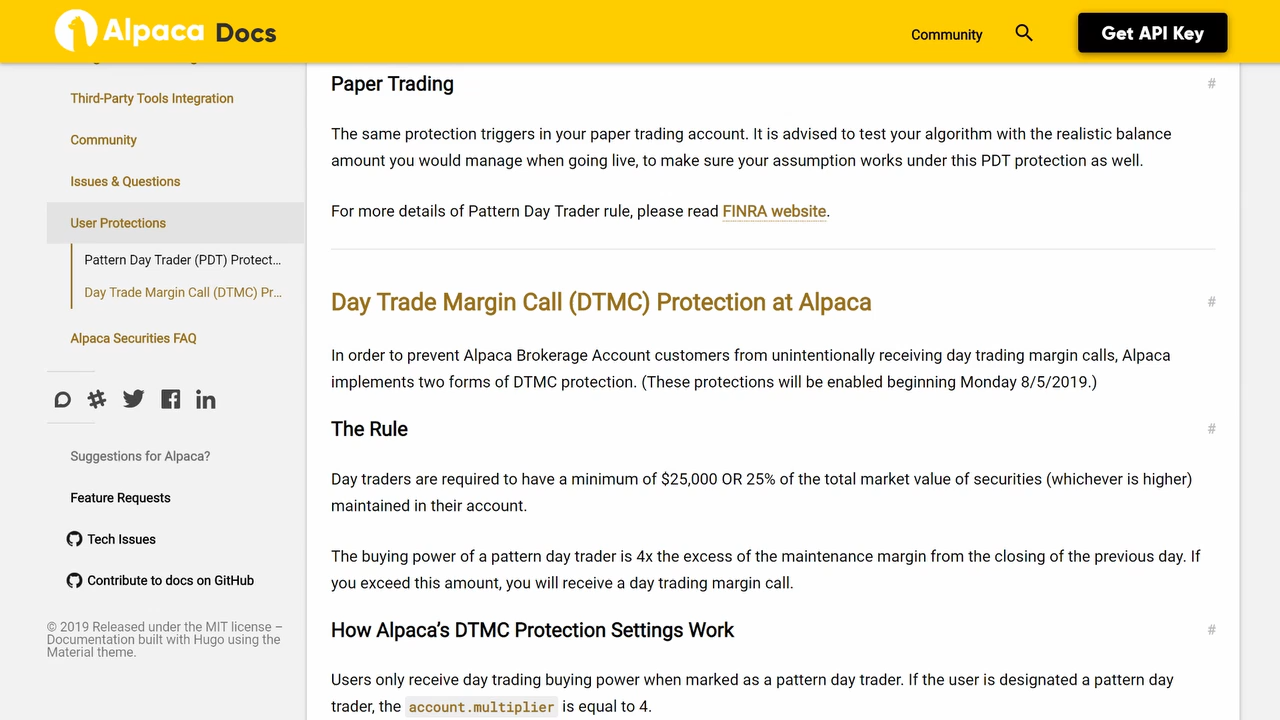 Alpaca Docs
Community
Get API Key
Third-Party Tools Integration
Community
Issues & Questions
User Protections
Pattern Day Trader (PDT) Protect...
Day Trade Margin Call (DTMC) Pr...
Alpaca Securities FAQ
Suggestions for Alpaca?
Feature Requests
Tech Issues
Contribute to docs on GitHub
© 2019 Released under the MIT license –
Documentation built with Hugo using the
Material theme.
Paper Trading #
The same protection triggers in your paper trading account. It is advised to test your algorithm with the realistic balance
amount you would manage when going live, to make sure your assumption works under this PDT protection as well.
For more details of Pattern Day Trader rule, please read FINRA website.
Day Trade Margin Call (DTMC) Protection at Alpaca #
In order to prevent Alpaca Brokerage Account customers from unintentionally receiving day trading margin calls, Alpaca
implements two forms of DTMC protection. (These protections will be enabled beginning Monday 8/5/2019.)
The Rule #
Day traders are required to have a minimum of $25,000 OR 25% of the total market value of securities (whichever is higher)
maintained in their account.
The buying power of a pattern day trader is 4x the excess of the maintenance margin from the closing of the previous day. If
you exceed this amount, you will receive a day trading margin call.
How Alpaca’s DTMC Protection Settings Work #
Users only receive day trading buying power when marked as a pattern day trader. If the user is designated a pattern day
trader, the account.multiplier is equal to 4.